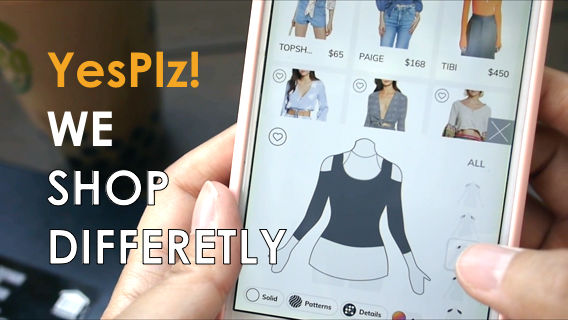 YesPlz!
WE
SHOP
DIFFERETLY
TOPSH... $65
PAIGE $168
TIBI $450
ALL
Solid Patterns Details